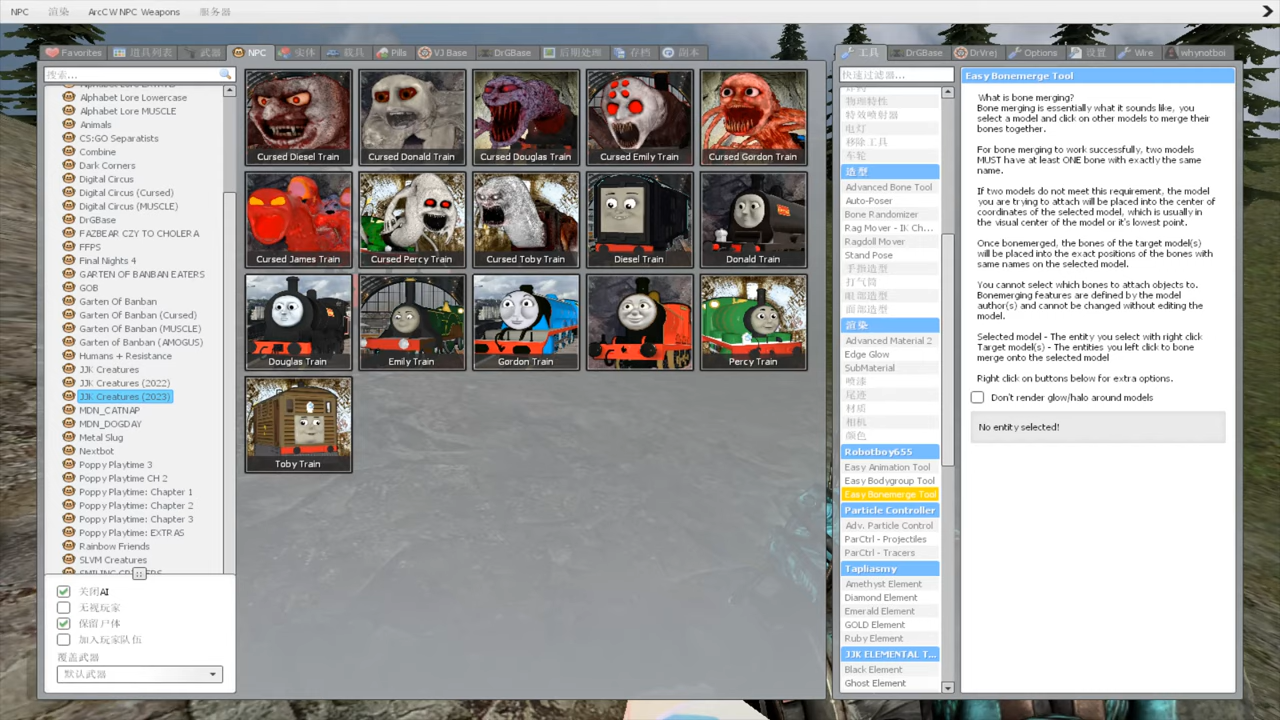 NPC 渲染 ArcCW NPC Weapons 服务器
Favorites 道具列表 武器 NPC 实体 载具 Pills VJ Base DrGBase 后期处理 存档 副本
搜索...
Alphabet Lore Lowercase
Alphabet Lore MUSCLE
Animals
CS:GO Separatists
Combine
Dark Corners
Digital Circus
Digital Circus (Cursed)
Digital Circus (MUSCLE)
DrGBase
FAZBEAR CZY TO CHOLERA
FFPS
Final Nights 4
GARTEN OF BANBAN EATERS
GOB
Garten Of Banban
Garten Of Banban (Cursed)
Garten Of Banban (MUSCLE)
Garten of Banban (AMOGUS)
Humans + Resistance
JJK Creatures
JJK Creatures (2022)
JJK Creatures (2023)
MDN_CATNAP
MDN_DOGDAY
Metal Slug
Nextbot
Poppy Playtime 3
Poppy Playtime CH 2
Poppy Playtime: Chapter 1
Poppy Playtime: Chapter 2
Poppy Playtime: Chapter 3
Poppy Playtime: EXTRAS
Rainbow Friends
SLVM Creatures
关闭AI
无视玩家
保留尸体
加入玩家队伍
覆盖武器
默认武器
Cursed Diesel Train
Cursed Donald Train
Cursed Douglas Train
Cursed Emily Train
Cursed Gordon Train
Cursed James Train
Cursed Percy Train
Cursed Toby Train
Diesel Train
Donald Train
Douglas Train
Emily Train
Gordon Train
Percy Train
Toby Train
工具 DrGBase DrVrej Options 设置 Wire whynotboi
快速过滤器...
物理特性
特效喷射器
电灯
移除工具
车轮
造型
Advanced Bone Tool
Auto-Poser
Bone Randomizer
Rag Mover - IK Ch...
Ragdoll Mover
Stand Pose
手指造型
打气筒
眼部造型
面部造型
渲染
Advanced Material 2
Edge Glow
SubMaterial
喷漆
尾迹
材质
相机
颜色
Robotboy655
Easy Animation Tool
Easy Bodygroup Tool
Easy Bonemerge Tool
Particle Controller
Adv. Particle Control
ParCtrl - Projectiles
ParCtrl - Tracers
Tapliasmy
Amethyst Element
Diamond Element
Emerald Element
GOLD Element
Ruby Element
JJK ELEMENTAL T...
Black Element
Ghost Element
Easy Bonemerge Tool
What is bone merging?
Bone merging is essentially what it sounds like, you
select a model and click on other models to merge their
bones together.
For bone merging to work successfully, two models
MUST have at least ONE bone with exactly the same
name.
If two models do not meet this requirement, the model
you are trying to attach will be placed into the center of
coordinates of the selected model, which is usually in
the visual center of the model or it's lowest point.
Once bonemerged, the bones of the target model(s)
will be placed into the exact positions of the bones with
same names on the selected model.
You cannot select which bones to attach objects to.
Bonemerging features are defined by the model
author(s) and cannot be changed without editing the
model.
Selected model - The entity you select with right click
Target model(s) - The entities you left click to bone
merge onto the selected model
Right click on buttons below for extra options.
Don't render glow/halo around models
No entity selected!